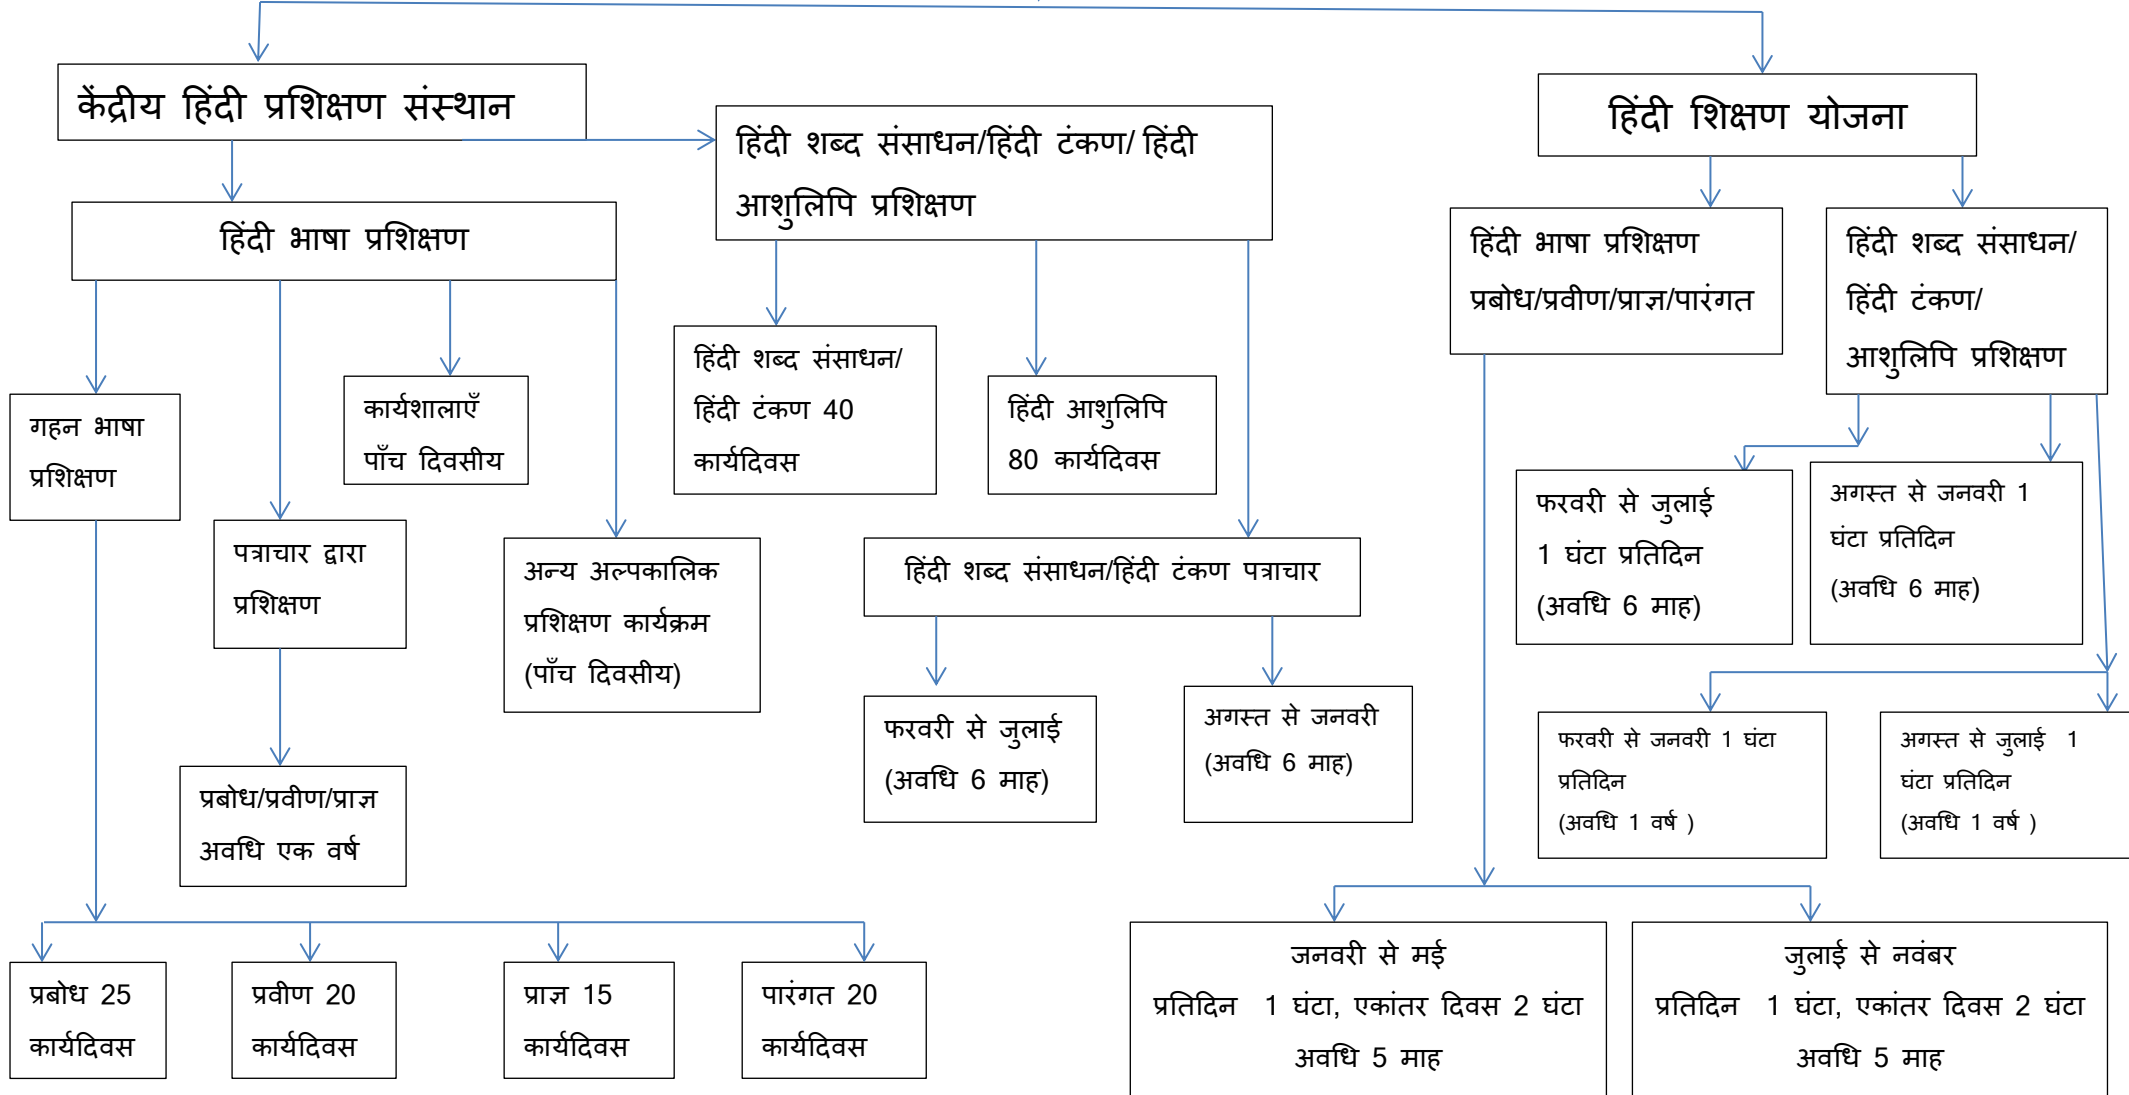 केंद्रीय हिंदी प्रशिक्षण संस्थान
हिंदी शब्द संसाधन/हिंदी टंकण/ हिंदी
आशुलिपि प्रशिक्षण
हिंदी शिक्षण योजना
हिंदी भाषा प्रशिक्षण
हिंदी भाषा प्रशिक्षण
प्रबोध/प्रवीण/प्राज्ञ/पारंगत
हिंदी शब्द संसाधन/
हिंदी टंकण/
आशुलिपि प्रशिक्षण
गहन भाषा
प्रशिक्षण
कार्यशालाएँ
पाँच दिवसीय
हिंदी शब्द संसाधन/
हिंदी टंकण 40
कार्यदिवस
हिंदी आशुलिपि
80 कार्यदिवस
फरवरी से जुलाई
1 घंटा प्रतिदिन
(अवधि 6 माह)
अगस्त से जनवरी 1
घंटा प्रतिदिन
(अवधि 6 माह)
पत्राचार द्वारा
प्रशिक्षण
अन्य अल्पकालिक
प्रशिक्षण कार्यक्रम
(पाँच दिवसीय)
हिंदी शब्द संसाधन/हिंदी टंकण पत्राचार
फरवरी से जुलाई
(अवधि 6 माह)
अगस्त से जनवरी
(अवधि 6 माह)
फरवरी से जनवरी 1 घंटा
प्रतिदिन
(अवधि 1 वर्ष )
अगस्त से जुलाई 1
घंटा प्रतिदिन
(अवधि 1 वर्ष )
प्रबोध/प्रवीण/प्राज्ञ
अवधि एक वर्ष
प्रबोध 25
कार्यदिवस
प्रवीण 20
कार्यदिवस
प्राज्ञ 15
कार्यदिवस
पारंगत 20
कार्यदिवस
जनवरी से मई
प्रतिदिन 1 घंटा, एकांतर दिवस 2 घंटा
अवधि 5 माह
जुलाई से नवंबर
प्रतिदिन 1 घंटा, एकांतर दिवस 2 घंटा
अवधि 5 माह